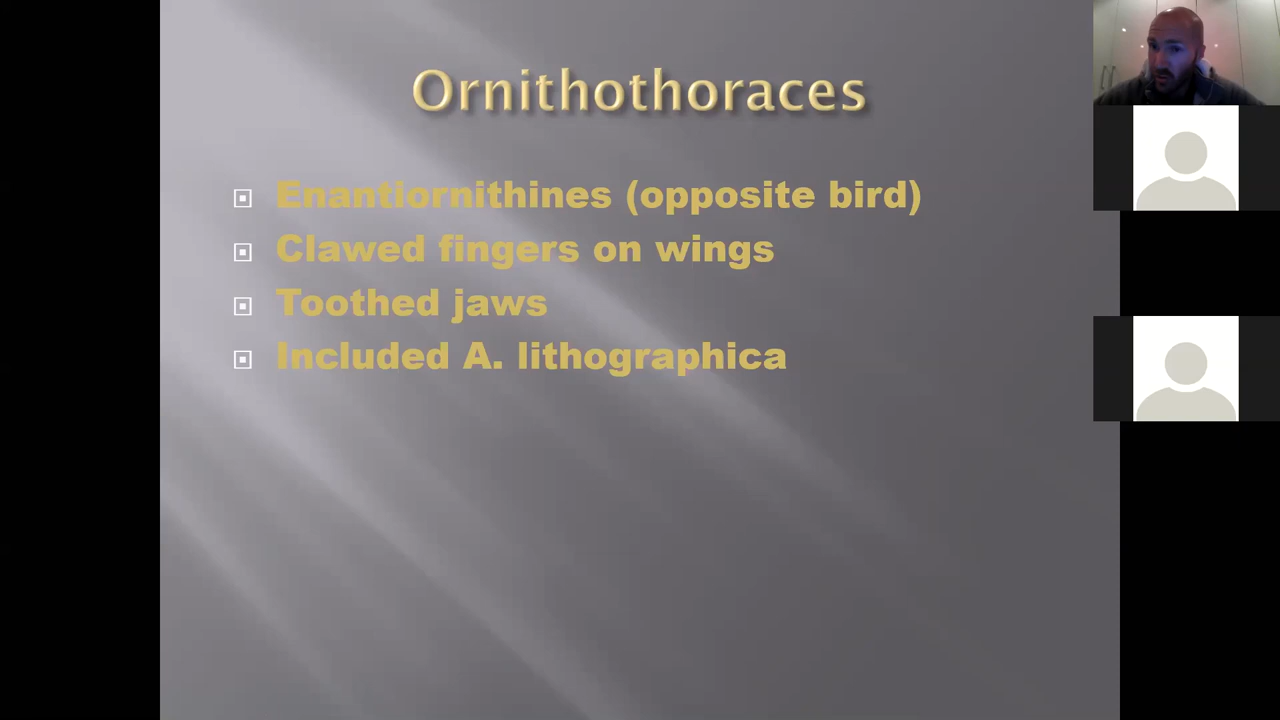 Ornithothoraces
Enantiornithines (opposite bird)
Clawed fingers on wings
Toothed jaws
Included A. lithographica